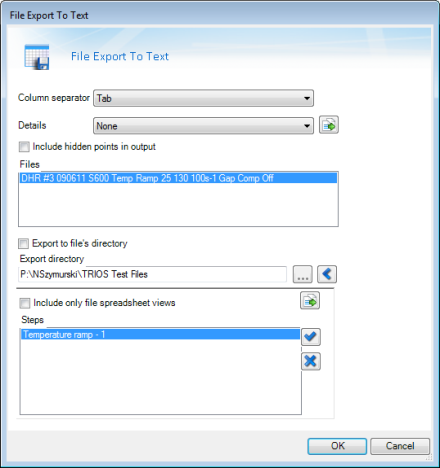 File Export To Text
File Export To Text
Column separator Tab
Details None
Include hidden points in output
Files
DHR #3 090611 S600 Temp Ramp 25 130 100s-1 Gap Comp Off
Export to file's directory
Export directory
P:\NSzymurski\TRIOS Test Files ...
Include only file spreadsheet views
Steps
Temperature ramp - 1
OK Cancel